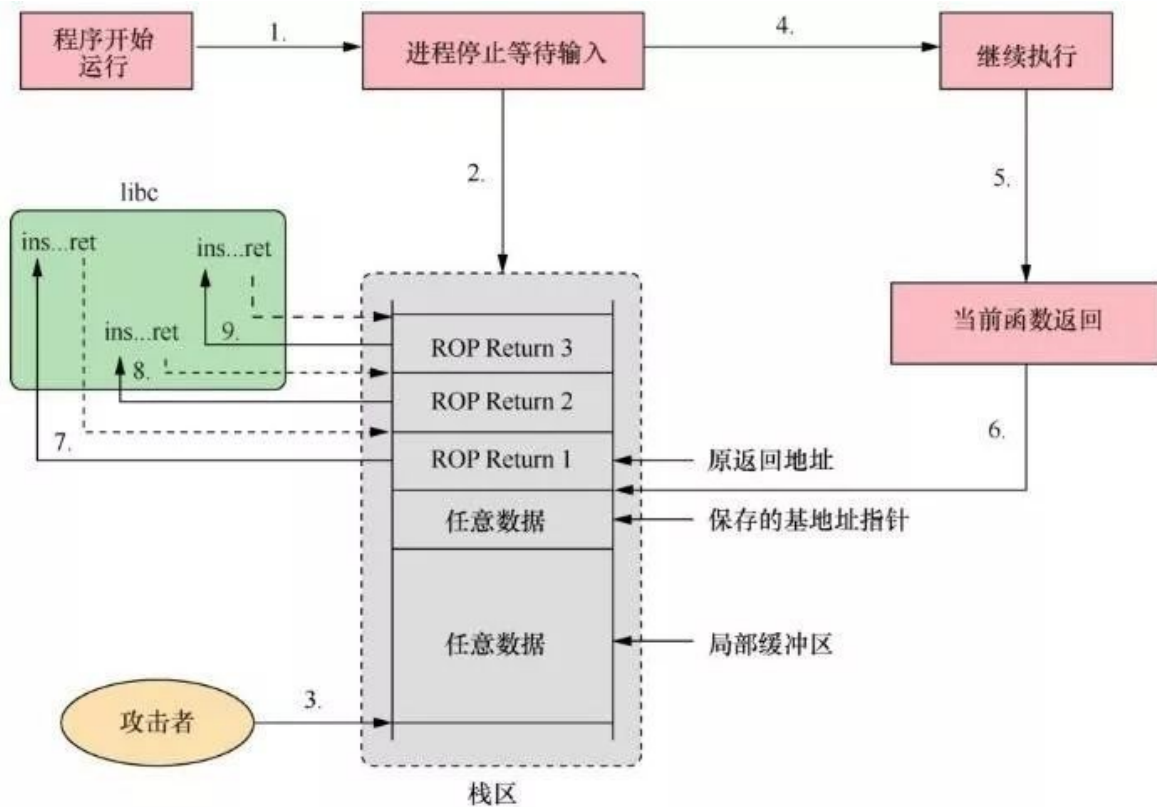 程序开始
运行
1.
进程停止等待输入
4.
继续执行
2.
5.
libc
ins...ret
ins...ret
ins...ret
9.
8.
7.
当前函数返回
6.
ROP Return 3
ROP Return 2
ROP Return 1
原返回地址
任意数据
保存的基地址指针
任意数据
局部缓冲区
攻击者
3.
栈区